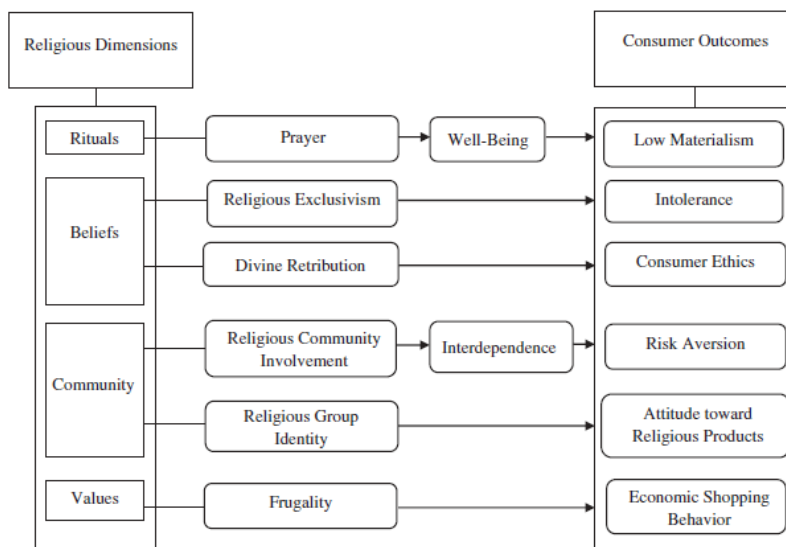 Religious Dimensions
Consumer Outcomes
Rituals
Prayer
Well-Being
Low Materialism
Beliefs
Religious Exclusivism
Intolerance
Divine Retribution
Consumer Ethics
Community
Religious Community
Involvement
Interdependence
Risk Aversion
Religious Group
Identity
Attitude toward
Religious Products
Values
Frugality
Economic Shopping
Behavior